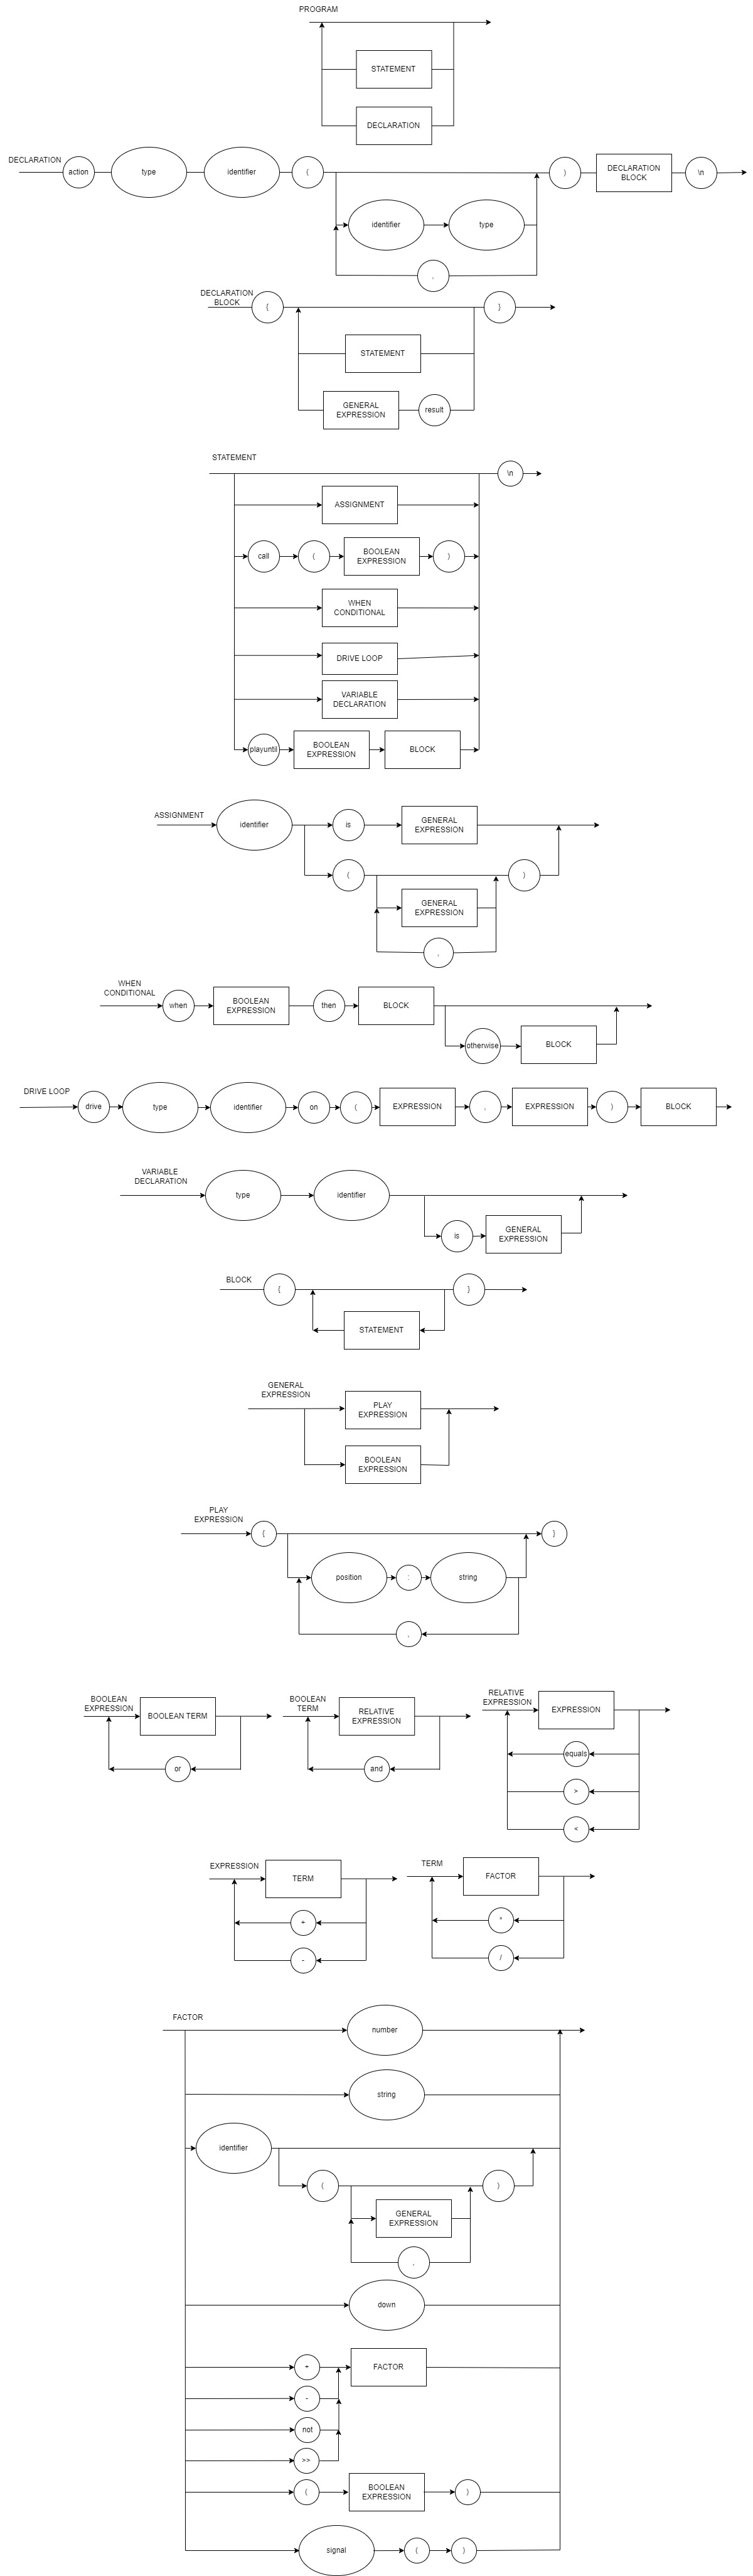 PROGRAM
STATEMENT
DECLARATION
DECLARATION
action
type
identifier
(
)
DECLARATION
BLOCK
\n
identifier
type
,
DECLARATION
BLOCK
{
}
STATEMENT
GENERAL
EXPRESSION
result
STATEMENT
\n
ASSIGNMENT
call
(
BOOLEAN
EXPRESSION
)
WHEN
CONDITIONAL
DRIVE LOOP
VARIABLE
DECLARATION
playuntil
BOOLEAN
EXPRESSION
BLOCK
ASSIGNMENT
identifier
is
GENERAL
EXPRESSION
(
)
GENERAL
EXPRESSION
,
WHEN
CONDITIONAL
when
BOOLEAN
EXPRESSION
then
BLOCK
otherwise
BLOCK
DRIVE LOOP
drive
type
identifier
on
(
EXPRESSION
,
EXPRESSION
)
BLOCK
VARIABLE
DECLARATION
type
identifier
is
GENERAL
EXPRESSION
BLOCK
{
}
STATEMENT
GENERAL
EXPRESSION
PLAY
EXPRESSION
BOOLEAN
EXPRESSION
PLAY
EXPRESSION
{
}
position
:
string
,
BOOLEAN
EXPRESSION
BOOLEAN TERM
or
BOOLEAN
TERM
RELATIVE
EXPRESSION
and
RELATIVE
EXPRESSION
EXPRESSION
equals
>
<
EXPRESSION
TERM
+
-
TERM
FACTOR
*
/
FACTOR
number
string
identifier
(
)
GENERAL
EXPRESSION
,
down
+
FACTOR
-
not
>>
(
BOOLEAN
EXPRESSION
)
signal
(
)